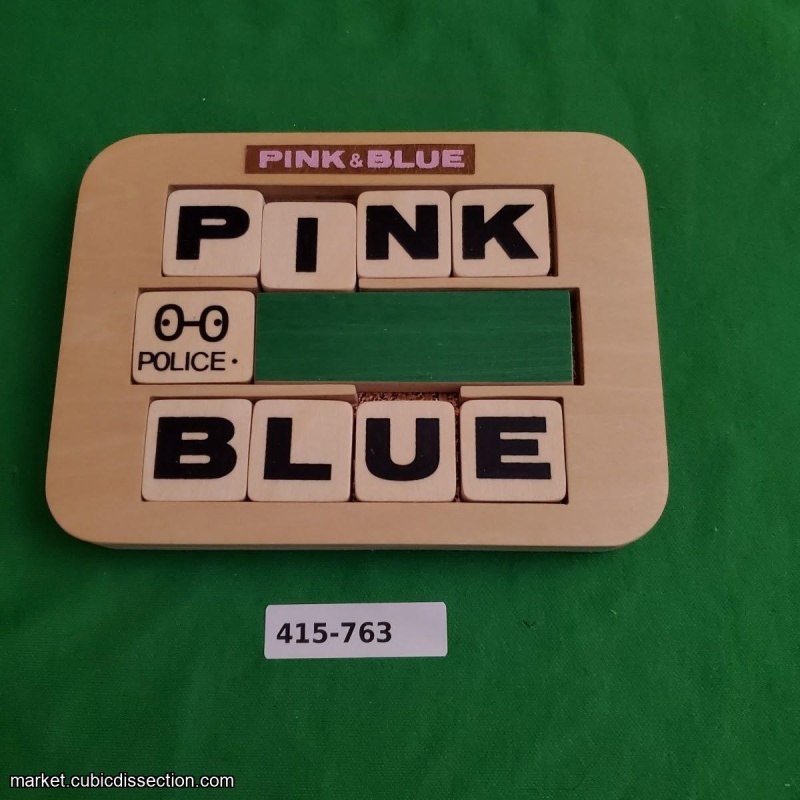 PINK & BLUE
PINK
POLICE.
BLUE
415-763
market.cubicdissection.com